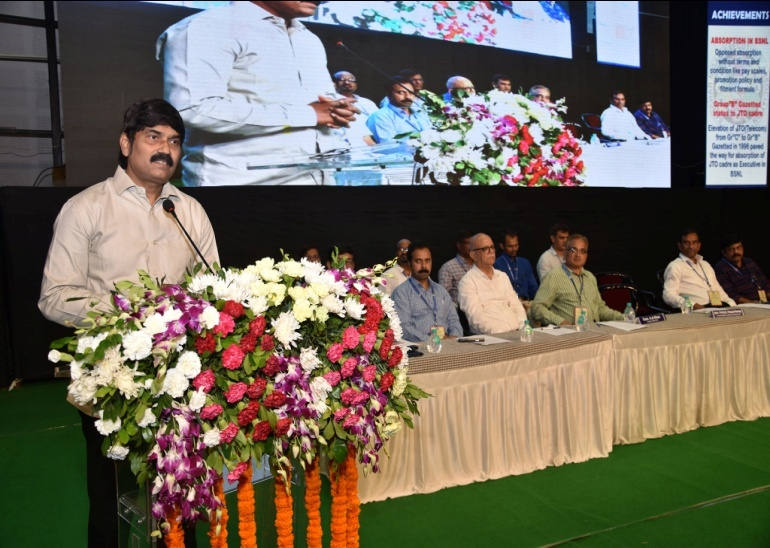 ACHIEVEMENTS
ABSORPTION IN BSNL
Opposed absorption
without terms and
condition like pay scales,
promotion policy and
fitment formula
Group"B" Gazetted
status to JTO cadre
Elevation of JTO(Telecom)
from Gr"C" to Gr"B"
Gazetted in 1996 paved
the way for absorption of
JTO cadre as Executive in
BSNL